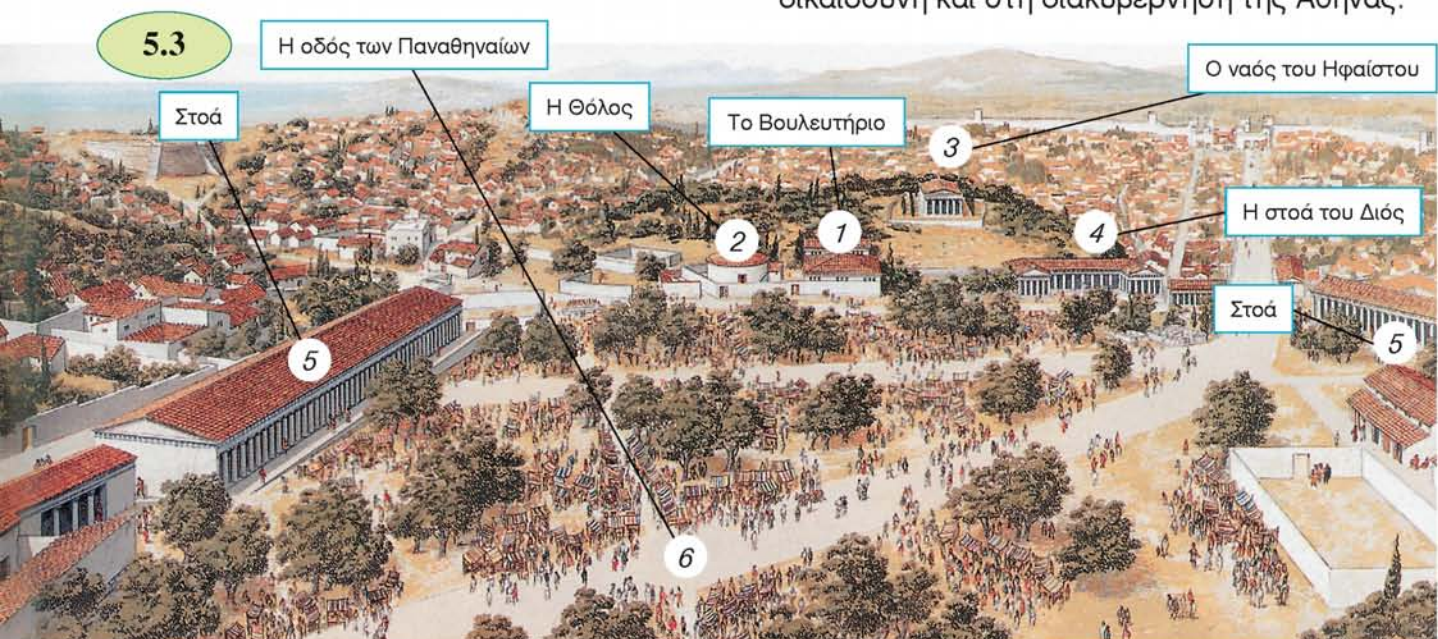 δικαιοσύνη και στη διακυβέρνηση της Αθήνας.
5.3
Η οδός των Παναθηναίων
Ο ναός του Ηφαίστου
Στοά
Η Θόλος
Το Βουλευτήριο
3
Η στοά του Διός
4
2
1
Στοά
5
5
6